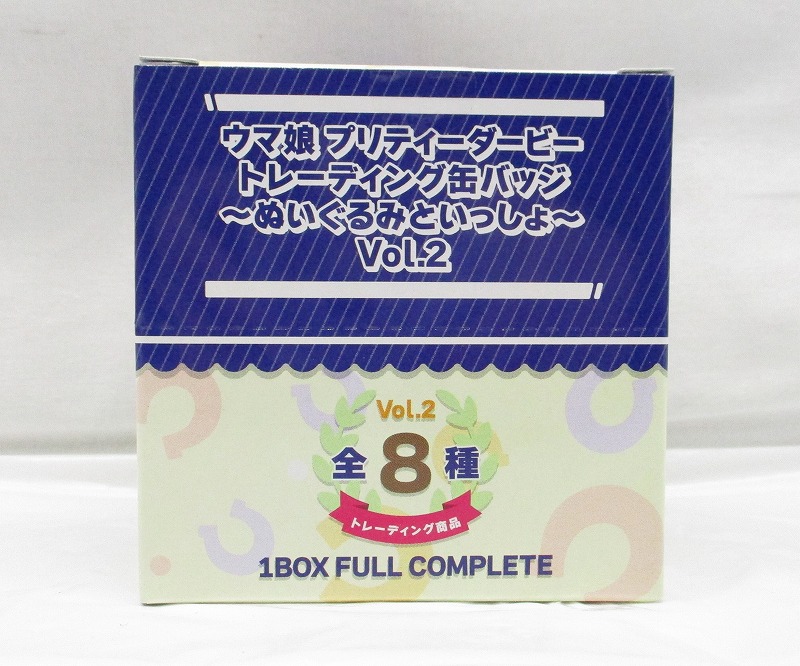 ウマ娘 プリティーダービー
トレーディング缶バッジ
～ぬいぐるみといっしょ～
Vol.2
Vol.2
全8種
トレーディング商品
1BOX FULL COMPLETE